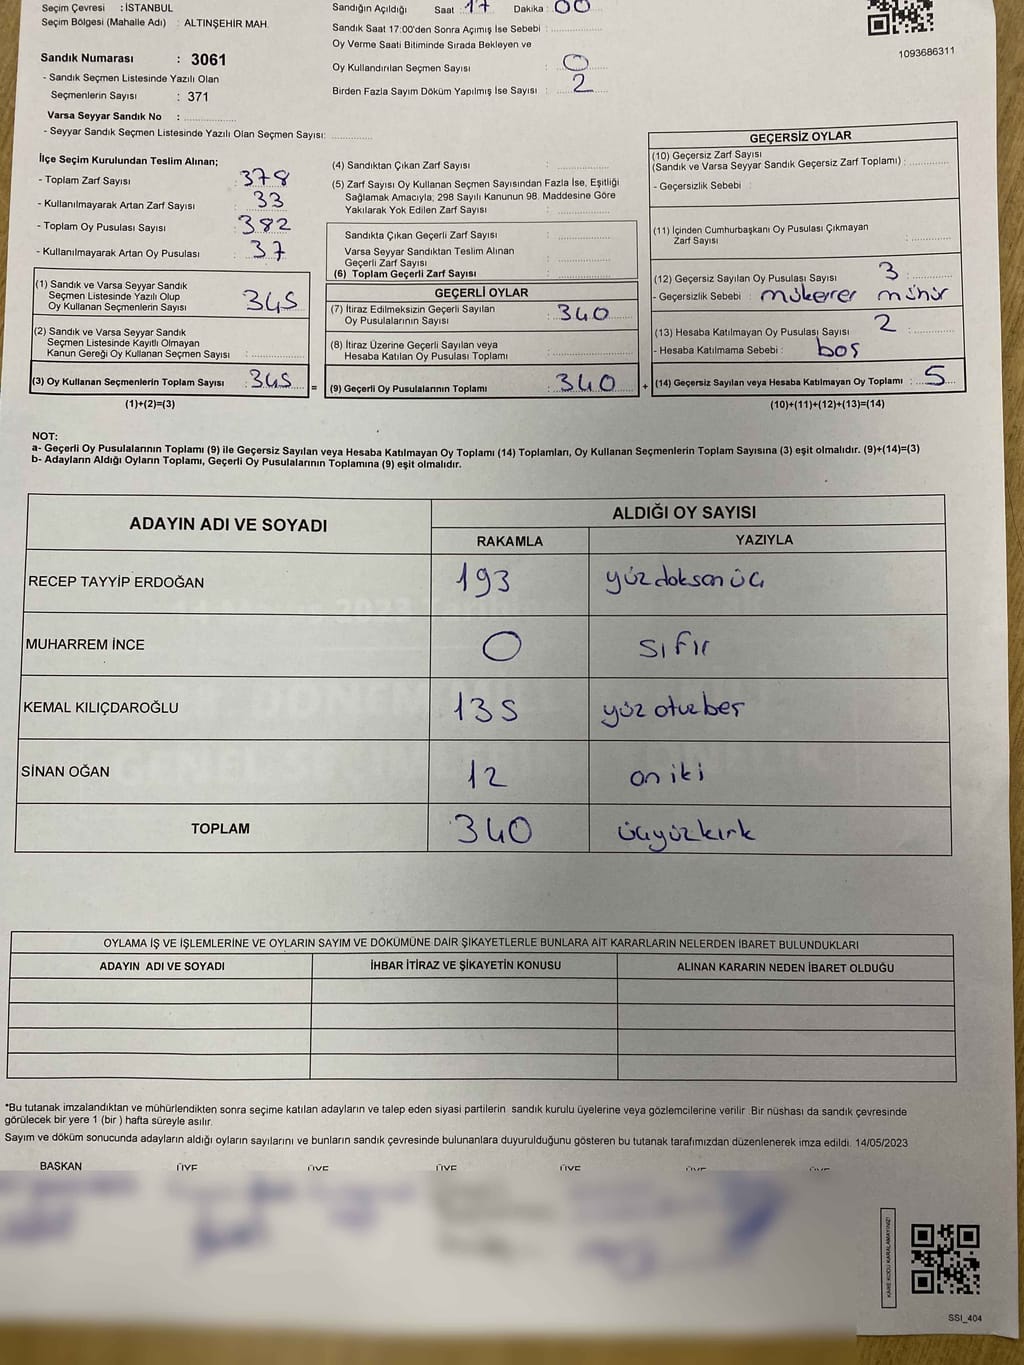 Seçim Çevresi : İSTANBUL
Seçim Bölgesi (Mahalle Adı) : ALTINŞEHİR MAH.
Sandık Numarası : 3061
- Sandık Seçmen Listesinde Yazılı Olan
Seçmenlerin Sayısı : 371
Varsa Seyyar Sandık No :
- Seyyar Sandık Seçmen Listesinde Yazılı Olan Seçmen Sayısı:
Sandığın Açıldığı Saat : 17 Dakika : 00
Sandık Saat 17:00'den Sonra Açımış İse Sebebi :
Oy Verme Saati Bitiminde Sırada Bekleyen ve
Oy Kullandırılan Seçmen Sayısı : 0
Birden Fazla Sayım Döküm Yapılmış İse Sayısı : 2
1093686311
İlçe Seçim Kurulundan Teslim Alınan;
- Toplam Zarf Sayısı : 378
- Kullanılmayarak Artan Zarf Sayısı : 33
- Toplam Oy Pusulası Sayısı : 382
- Kullanılmayarak Artan Oy Pusulası : 37
(1) Sandık ve Varsa Seyyar Sandık
Seçmen Listesinde Yazılı Olup
Oy Kullanan Seçmenlerin Sayısı : 345
(2) Sandık ve Varsa Seyyar Sandık
Seçmen Listesinde Kayıtlı Olmayan
Kanun Gereği Oy Kullanan Seçmen Sayısı :
(3) Oy Kullanan Seçmenlerin Toplam Sayısı : 345 =
(1)+(2)=(3)
(4) Sandıktan Çıkan Zarf Sayısı :
(5) Zarf Sayısı Oy Kullanan Seçmen Sayısından Fazla İse, Eşitliği
Sağlamak Amacıyla; 298 Sayılı Kanunun 98. Maddesine Göre
Yakılarak Yok Edilen Zarf Sayısı :
Sandıkta Çıkan Geçerli Zarf Sayısı :
Varsa Seyyar Sandıktan Teslim Alınan
Geçerli Zarf Sayısı :
(6) Toplam Geçerli Zarf Sayısı :
GEÇERLİ OYLAR
(7) İtiraz Edilmeksizin Geçerli Sayılan
Oy Pusulalarının Sayısı : 340
(8) İtiraz Üzerine Geçerli Sayılan veya
Hesaba Katılan Oy Pusulası Toplamı :
(9) Geçerli Oy Pusulalarının Toplamı : 340 +
GEÇERSİZ OYLAR
(10) Geçersiz Zarf Sayısı
(Sandık ve Varsa Seyyar Sandık Geçersiz Zarf Toplamı) :
- Geçersizlik Sebebi :
(11) İçinden Cumhurbaşkanı Oy Pusulası Çıkmayan
Zarf Sayısı :
(12) Geçersiz Sayılan Oy Pusulası Sayısı : 3
- Geçersizlik Sebebi : mükerrer mühür
(13) Hesaba Katılmayan Oy Pusulası Sayısı : 2
- Hesaba Katılmama Sebebi : boş
(14) Geçersiz Sayılan veya Hesaba Katılmayan Oy Toplamı : 5
(10)+(11)+(12)+(13)=(14)
NOT:
a- Geçerli Oy Pusulalarının Toplamı (9) ile Geçersiz Sayılan veya Hesaba Katılmayan Oy Toplamı (14) Toplamları, Oy Kullanan Seçmenlerin Toplam Sayısına (3) eşit olmalıdır. (9)+(14)=(3)
b- Adayların Aldığı Oyların Toplamı, Geçerli Oy Pusulalarının Toplamına (9) eşit olmalıdır.
ADAYIN ADI VE SOYADI ALDIĞI OY SAYISI
RAKAMLA YAZIYLA
RECEP TAYYİP ERDOĞAN 193 yüzdoksanüç
MUHARREM İNCE 0 sıfır
KEMAL KILIÇDAROĞLU 135 yüz otuzbeş
SİNAN OĞAN 12 on iki
TOPLAM 340 üçyüzkırk
OYLAMA İŞ VE İŞLEMLERİNE VE OYLARIN SAYIM VE DÖKÜMÜNE DAİR ŞİKAYETLERLE BUNLARA AİT KARARLARIN NELERDEN İBARET BULUNDUKLARI
ADAYIN ADI VE SOYADI İHBAR İTİRAZ VE ŞİKAYETİN KONUSU ALINAN KARARIN NEDEN İBARET OLDUĞU
*Bu tutanak imzalandıktan ve mühürlendikten sonra seçime katılan adayların ve talep eden siyasi partilerin sandık kurulu üyelerine veya gözlemcilerine verilir. Bir nüshası da sandık çevresinde
görülecek bir yere 1 (bir ) hafta süreyle asılır.
Sayım ve döküm sonucunda adayların aldığı oyların sayılarını ve bunların sandık çevresinde bulunanlara duyurulduğunu gösteren bu tutanak tarafımızdan düzenlenerek imza edildi. 14/05/2023
BAŞKAN ÜYE ÜYE ÜYE ÜYE ÜYE ÜYE
KARE KODU KARALAMAYINIZ!
SSI_404